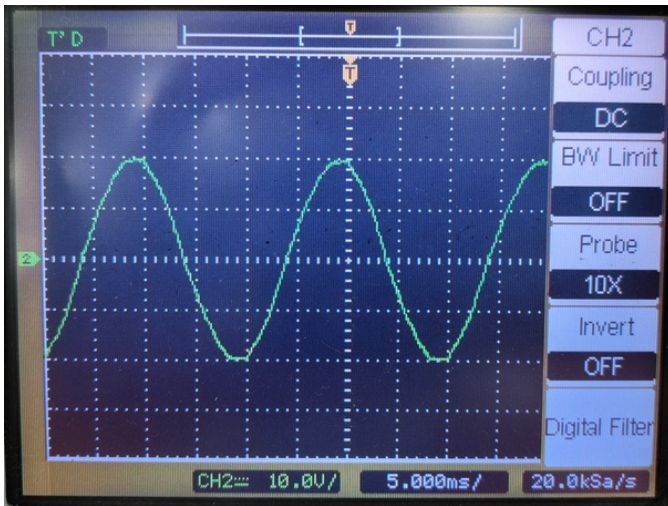 T' D
T
CH2
T
Coupling
DC
BW Limit
OFF
2
Probe
10X
Invert
OFF
Digital Filter
CH2 10.0V/ 5.000ms/ 20.0kSa/s